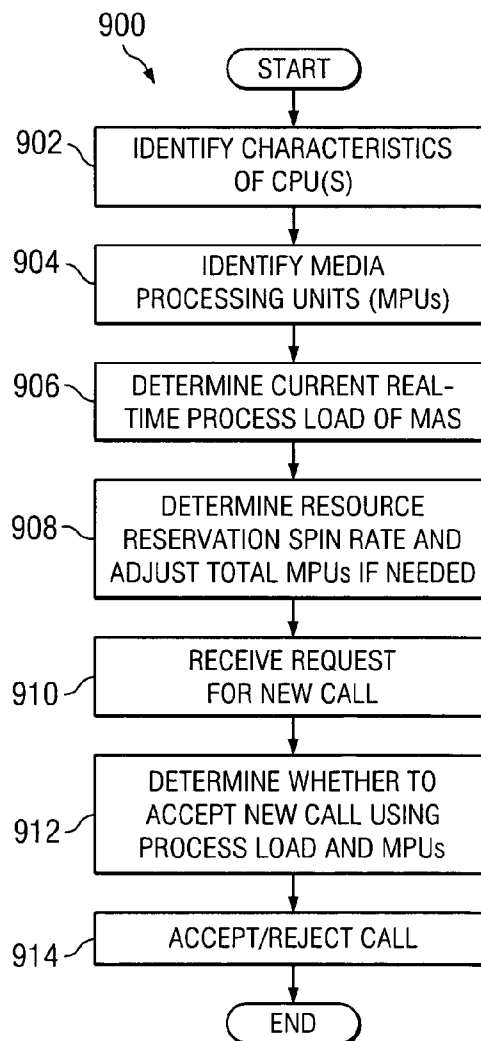 900
START
902
IDENTIFY CHARACTERISTICS
OF CPU(S)
904
IDENTIFY MEDIA
PROCESSING UNITS (MPUs)
906
DETERMINE CURRENT REAL-
TIME PROCESS LOAD OF MAS
908
DETERMINE RESOURCE
RESERVATION SPIN RATE AND
ADJUST TOTAL MPUs IF NEEDED
910
RECEIVE REQUEST
FOR NEW CALL
912
DETERMINE WHETHER TO
ACCEPT NEW CALL USING
PROCESS LOAD AND MPUs
914
ACCEPT/REJECT CALL
END